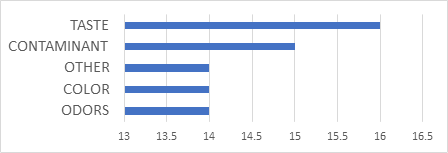 TASTE
CONTAMINANT
OTHER
COLOR
ODORS
13 13.5 14 14.5 15 15.5 16 16.5